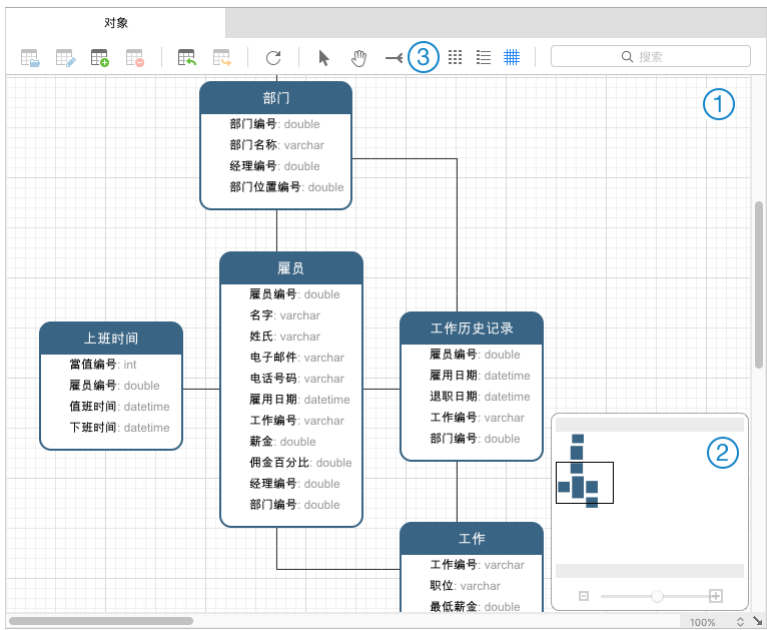 对象
③
搜索
①
部门
部门编号: double
部门名称: varchar
经理编号: double
部门位置编号: double
雇员
雇员编号: double
名字: varchar
姓氏: varchar
电子邮件: varchar
电话号码: varchar
雇用日期: datetime
工作编号: varchar
薪金: double
佣金百分比: double
经理编号: double
部门编号: double
上班时间
當值编号: int
雇员编号: double
值班时间: datetime
下班时间: datetime
工作历史记录
雇员编号: double
雇用日期: datetime
退职日期: datetime
工作编号: varchar
部门编号: double
②
工作
工作编号: varchar
职位: varchar
最低薪金: double
100%